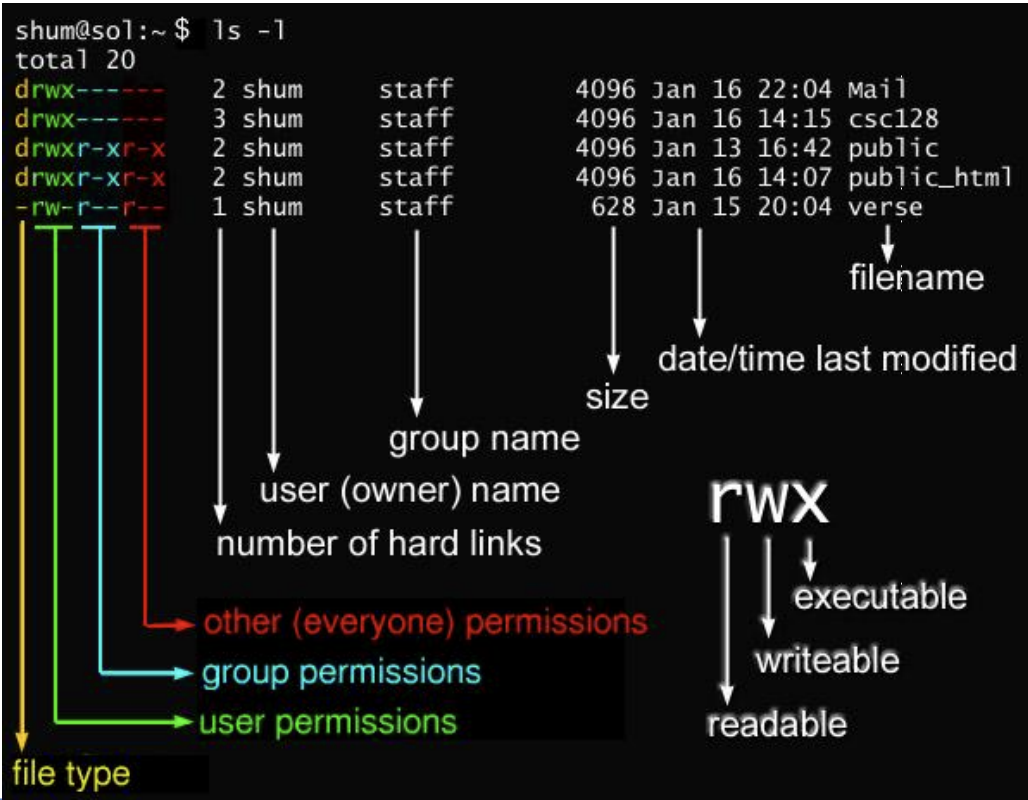 shum@sol:~$ ls -l
total 20
drwx------ 2 shum staff 4096 Jan 16 22:04 Mail
drwx------ 3 shum staff 4096 Jan 16 14:15 csc128
drwxr-xr-x 2 shum staff 4096 Jan 13 16:42 public
drwxr-xr-x 2 shum staff 4096 Jan 16 14:07 public_html
-rw-r--r-- 1 shum staff 628 Jan 15 20:04 verse
filename
date/time last modified
size
group name
user (owner) name
number of hard links
rwx
executable
writeable
readable
other (everyone) permissions
group permissions
user permissions
file type